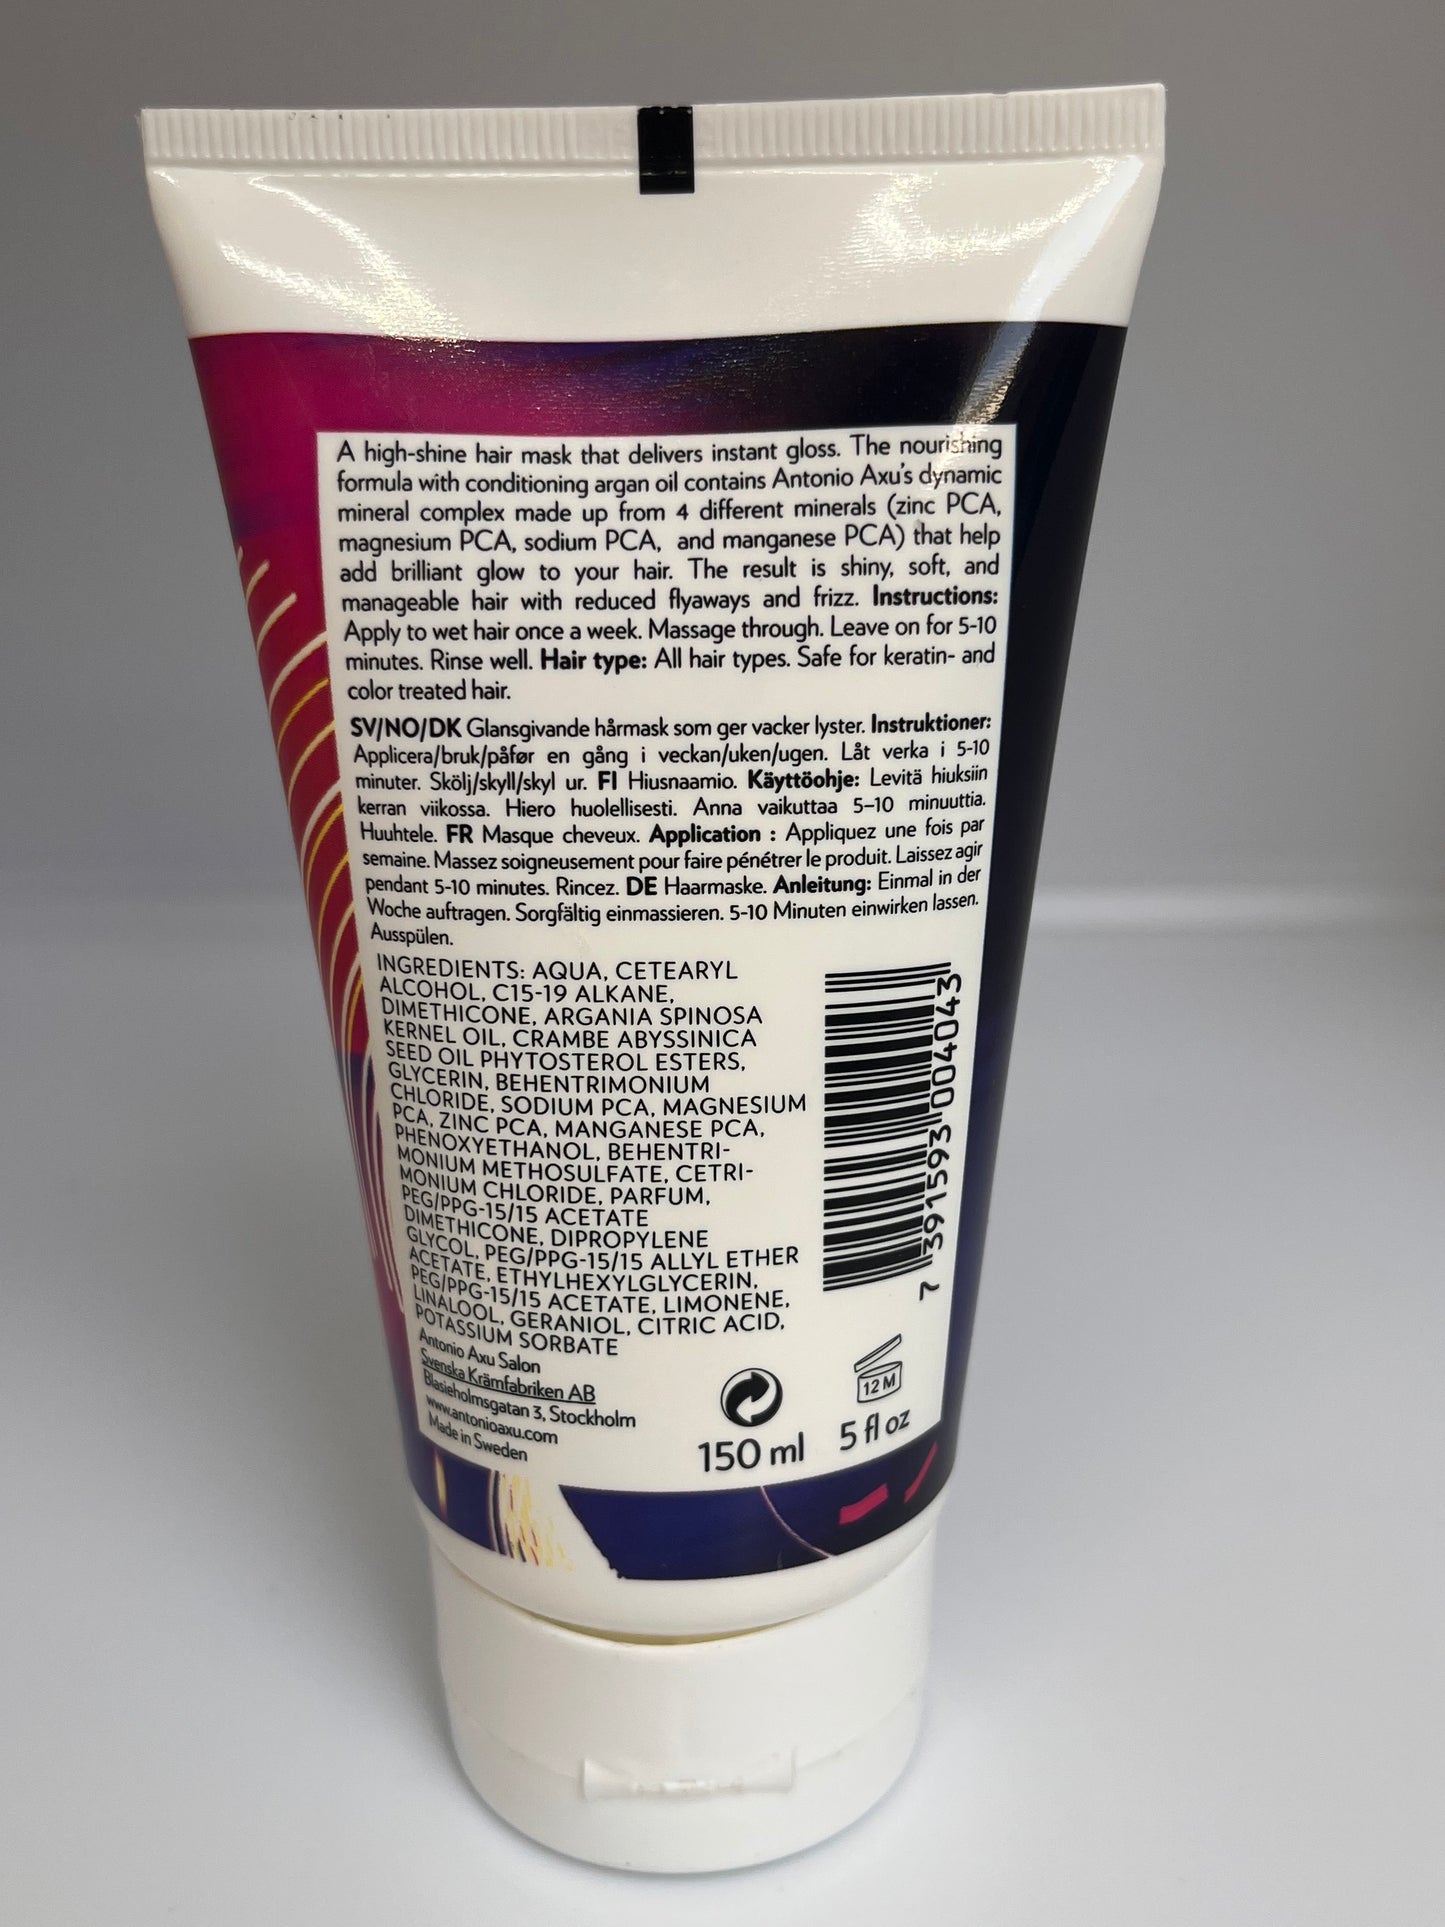 A high-shine hair mask that delivers instant gloss. The nourishing
formula with conditioning argan oil contains Antonio Axu's dynamic
mineral complex made up from 4 different minerals (zinc PCA,
magnesium PCA, sodium PCA, and manganese PCA) that help
add brilliant glow to your hair. The result is shiny, soft, and
manageable hair with reduced flyaways and frizz. Instructions:
Apply to wet hair once a week. Massage through. Leave on for 5-10
minutes. Rinse well. Hair type: All hair types. Safe for keratin- and
color treated hair.
SV/NO/DK Glansgivande hårmask som ger vacker lyster. Instruktioner:
Applicera/bruk/påfør en gång i veckan/uken/ugen. Låt verka i 5-10
minuter. Skölj/skyll/skyl ur. FI Hiusnaamio. Käyttöohje: Levitä hiuksiin
kerran viikossa. Hiero huolellisesti. Anna vaikuttaa 5–10 minuuttia.
Huuhtele. FR Masque cheveux. Application : Appliquez une fois par
semaine. Massez soigneusement pour faire pénétrer le produit. Laissez agir
pendant 5-10 minutes. Rincez. DE Haarmaske. Anleitung: Einmal in der
Woche auftragen. Sorgfältig einmassieren. 5-10 Minuten einwirken lassen.
Ausspülen.
INGREDIENTS: AQUA, CETEARYL
ALCOHOL, C15-19 ALKANE,
DIMETHICONE, ARGANIA SPINOSA
KERNEL OIL, CRAMBE ABYSSINICA
SEED OIL PHYTOSTEROL ESTERS,
GLYCERIN, BEHENTRIMONIUM
CHLORIDE, SODIUM PCA, MAGNESIUM
PCA, ZINC PCA, MANGANESE PCA,
PHENOXYETHANOL, BEHENTRI-
MONIUM METHOSULFATE, CETRI-
MONIUM CHLORIDE, PARFUM,
PEG/PPG-15/15 ACETATE
DIMETHICONE, DIPROPYLENE
GLYCOL, PEG/PPG-15/15 ALLYL ETHER
ACETATE, ETHYLHEXYLGLYCERIN,
PEG/PPG-15/15 ACETATE, LIMONENE,
LINALOOL, GERANIOL, CITRIC ACID,
POTASSIUM SORBATE
Antonio Axu Salon
Svenska Krämfabriken AB
Blasieholmsgatan 3, Stockholm
www.antonioaxu.com
Made in Sweden
7 391593 004043
12 M
150 ml
5 fl oz